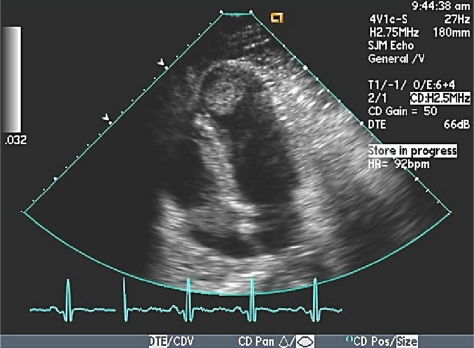 9:44:38 am
4V1c-S 27Hz
H2.75MHz 180mm
SJM Echo
General /V
T1/-1/ 0/E:6+4
2/1 CD:H2.5MHz
CD Gain = 50
DTE 66dB
Store in progress
HR= 92bpm
.032
DTE/CDV CD Pan CD Pos/Size